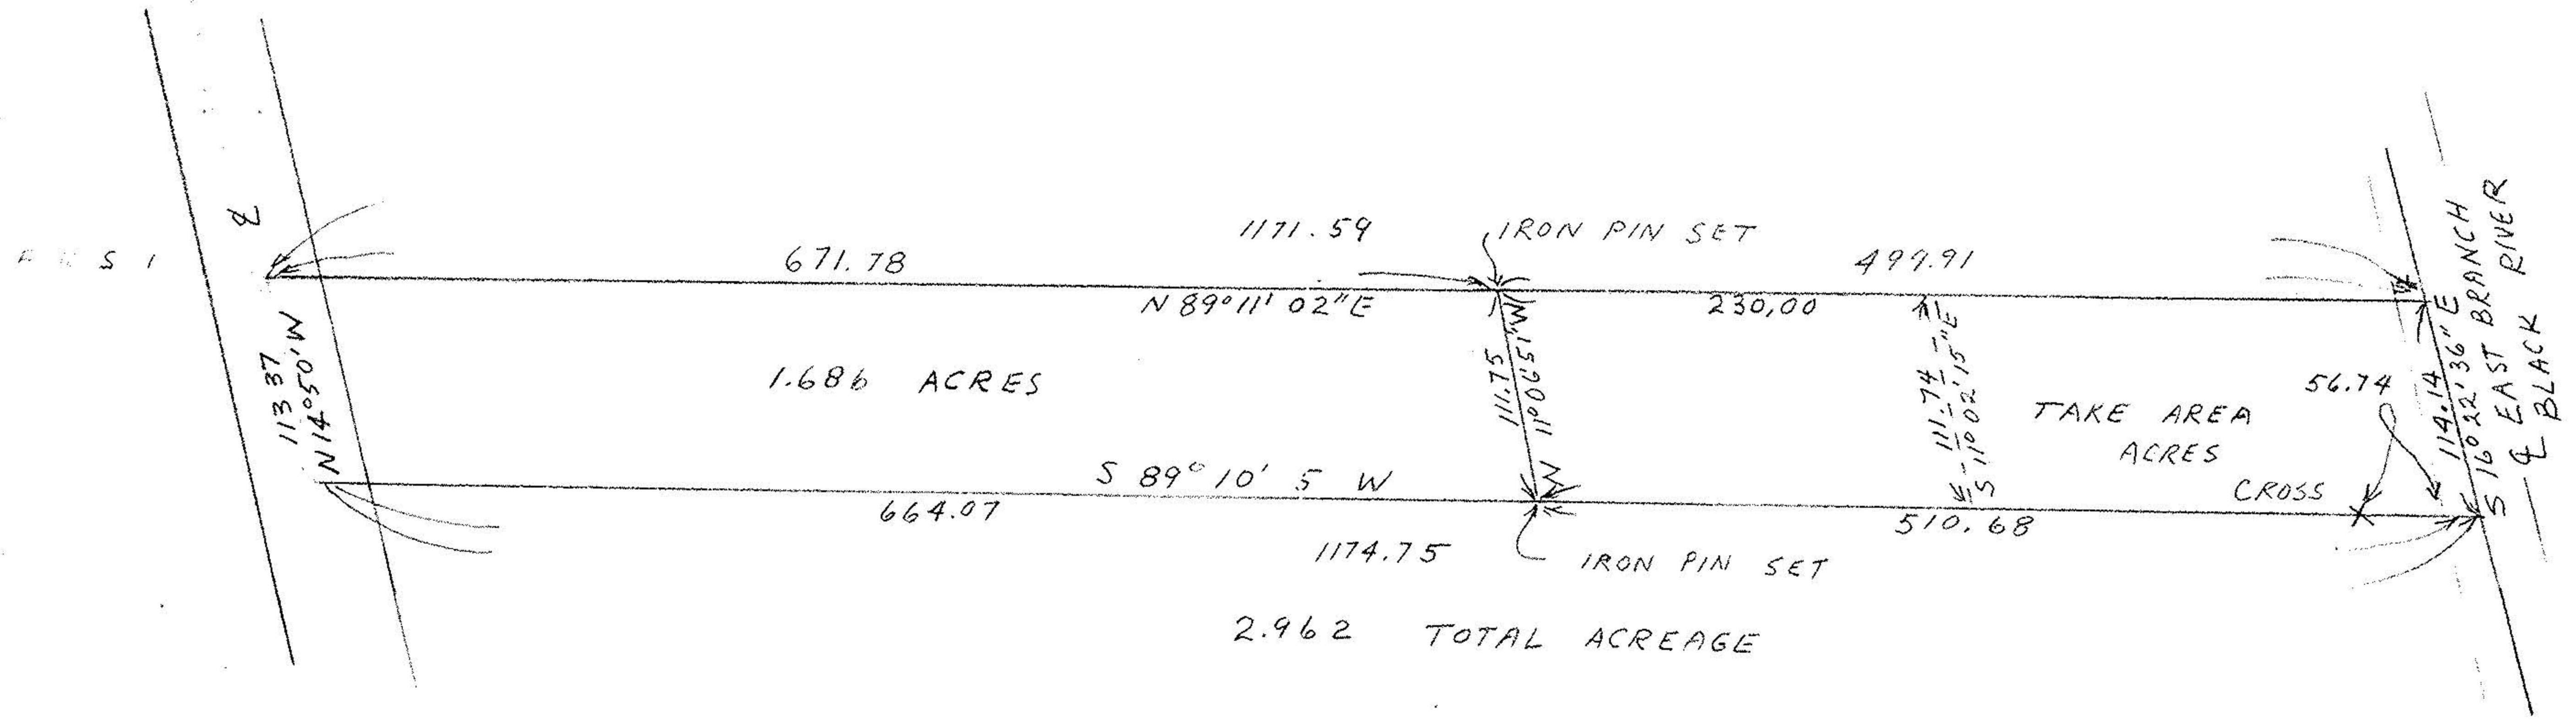 1171.59
IRON PIN SET
671.78
499.91
N 89° 11' 02" E
230.00
113 37
N 14° 50' W
1.686 ACRES
111.75
N 11° 06 51" W
111.74
S 11° 02' 15" E
TAKE AREA
ACRES
56.74
114.14
S 16° 22' 36" E
℄ EAST BRANCH
BLACK RIVER
S 89° 10' 5 W
CROSS
664.07
510.68
1174.75
IRON PIN SET
2.962 TOTAL ACREAGE